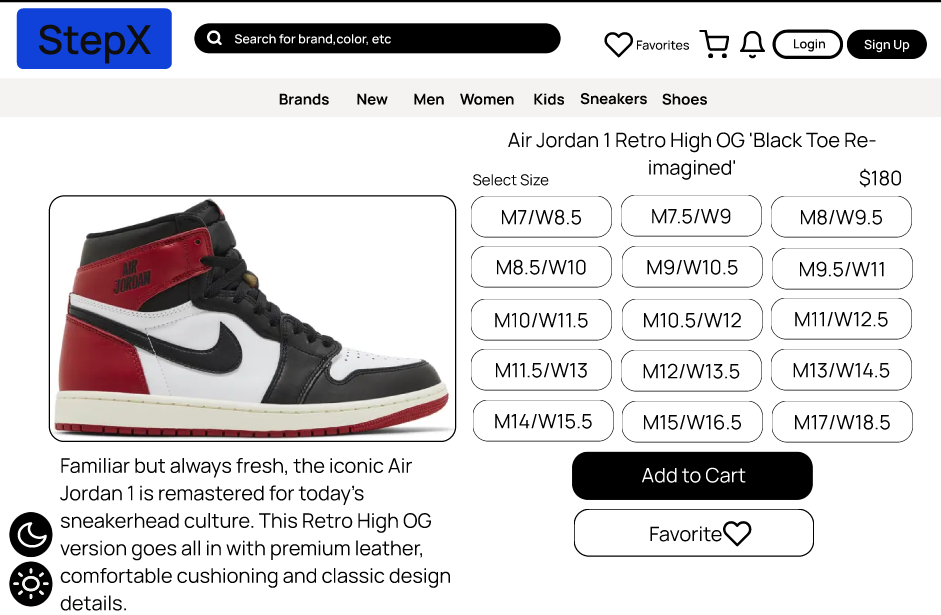 StepX
Search for brand,color, etc
Favorites
Login
Sign Up
Brands New Men Women Kids Sneakers Shoes
Air Jordan 1 Retro High OG 'Black Toe Re-
imagined'
Select Size
$180
M7/W8.5 M7.5/W9 M8/W9.5
M8.5/W10 M9/W10.5 M9.5/W11
M10/W11.5 M10.5/W12 M11/W12.5
M11.5/W13 M12/W13.5 M13/W14.5
M14/W15.5 M15/W16.5 M17/W18.5
AIR
JORDAN
Add to Cart
Favorite
Familiar but always fresh, the iconic Air
Jordan 1 is remastered for today's
sneakerhead culture. This Retro High OG
version goes all in with premium leather,
comfortable cushioning and classic design
details.